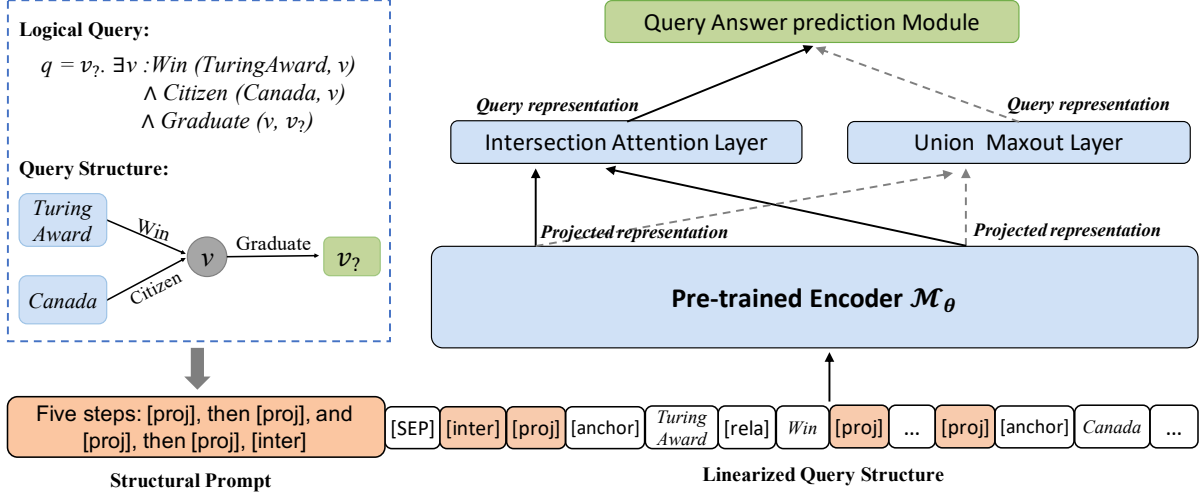 Logical Query:
q = v?. ∃v : Win (TuringAward, v)
∧ Citizen (Canada, v)
∧ Graduate (v, v?)
Query Structure:
Turing
Award
Win
Canada
Citizen
v
Graduate
v?
Query Answer prediction Module
Query representation
Query representation
Intersection Attention Layer
Union Maxout Layer
Projected representation
Projected representation
Pre-trained Encoder ℳθ
Five steps: [proj], then [proj], and
[proj], then [proj], [inter]
[SEP] [inter] [proj] [anchor] Turing Award [rela] Win [proj] ... [proj] [anchor] Canada ...
Structural Prompt
Linearized Query Structure